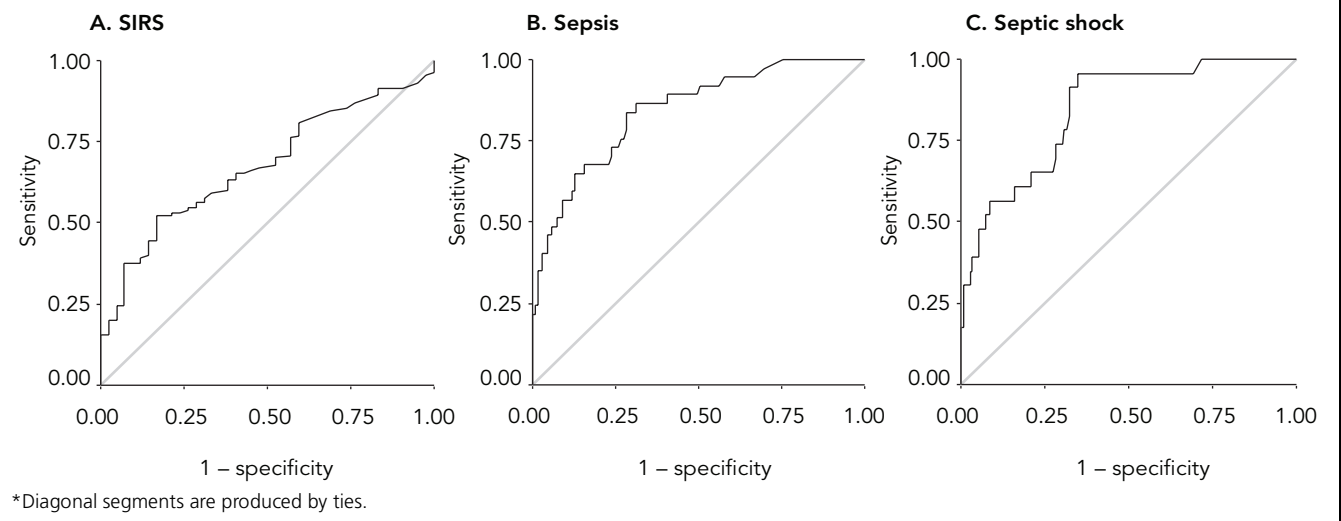 A. SIRS
1.00
0.75
0.50
0.25
0.00
Sensitivity
0.00 0.25 0.50 0.75 1.00
1 – specificity
B. Sepsis
1.00
0.75
0.50
0.25
0.00
Sensitivity
0.00 0.25 0.50 0.75 1.00
1 – specificity
C. Septic shock
1.00
0.75
0.50
0.25
0.00
Sensitivity
0.00 0.25 0.50 0.75 1.00
1 – specificity
*Diagonal segments are produced by ties.